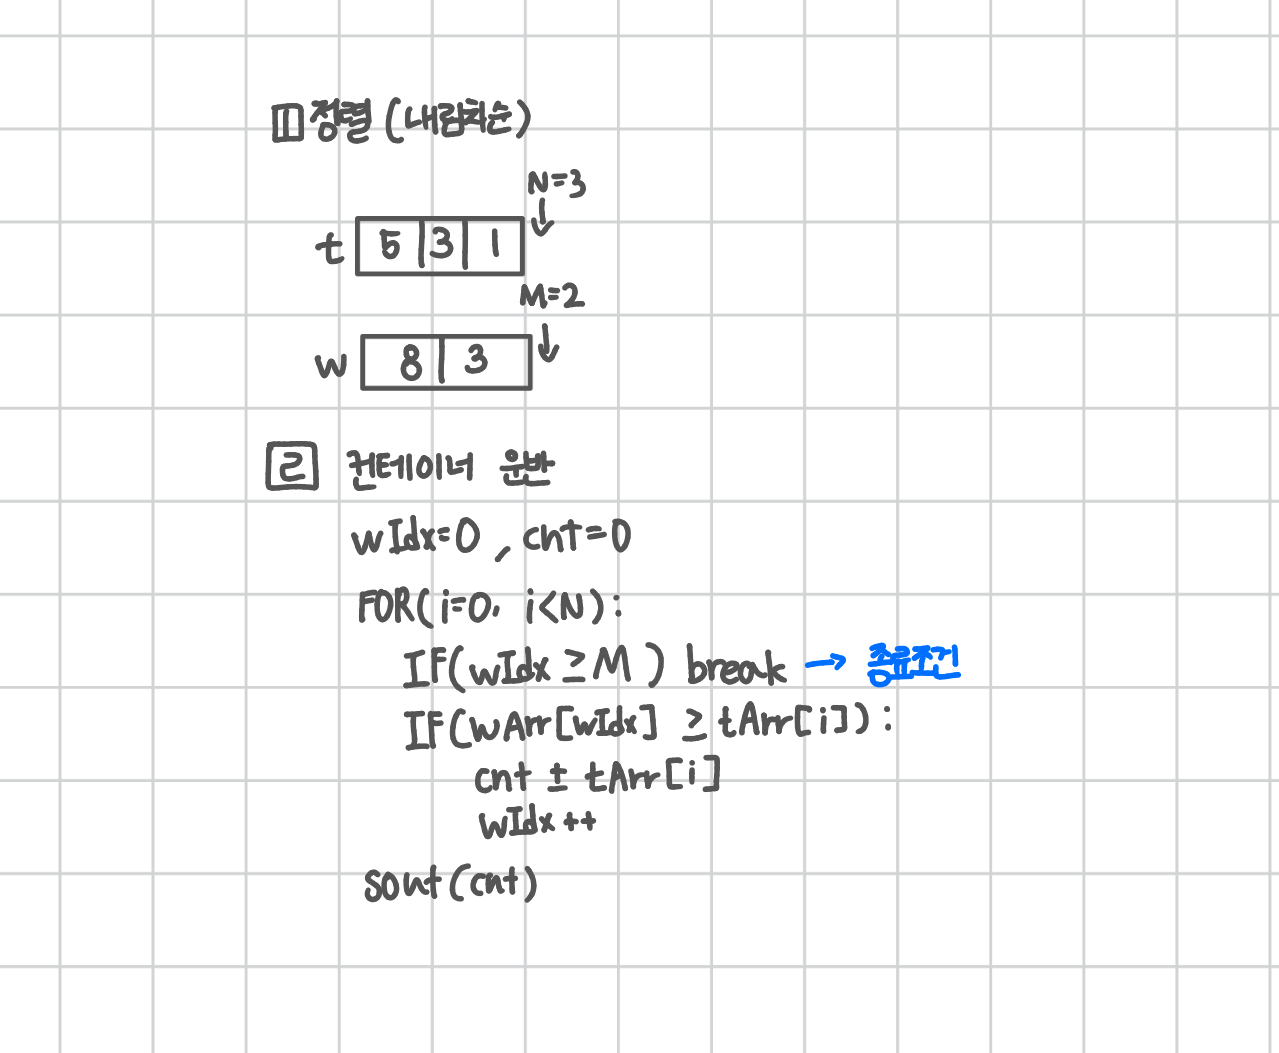 1 정렬 (내림차순)
N=3
↓
t 5 3 1
M=2
↓
w 8 3
2 컨테이너 운반
wIdx=0, cnt=0
FOR(i=0, i<N):
IF(wIdx ≥M) break → 종류조건
IF(wArr[wIdx] ≥ tArr[i]):
cnt ± tArr[i]
wIdx++
sout(cnt)